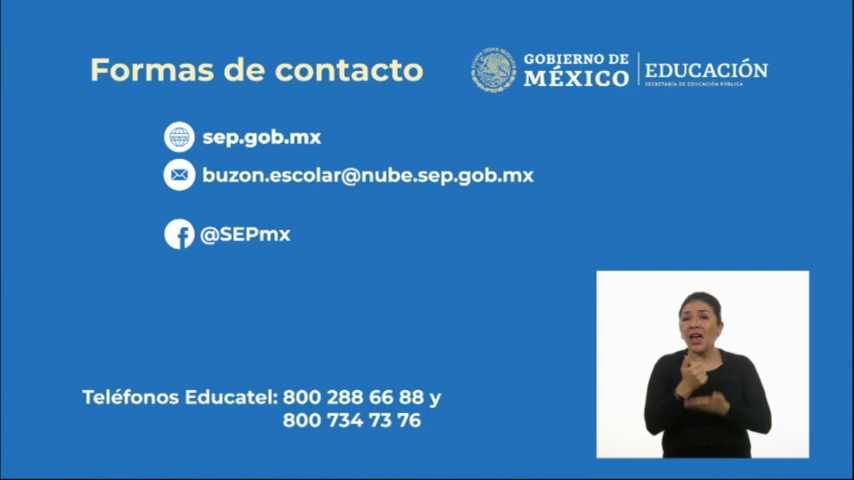 Formas de contacto
GOBIERNO DE
MÉXICO
EDUCACIÓN
SECRETARÍA DE EDUCACIÓN PÚBLICA
sep.gob.mx
buzon.escolar@nube.sep.gob.mx
@SEPmx
Teléfonos Educatel: 800 288 66 88 y
800 734 73 76